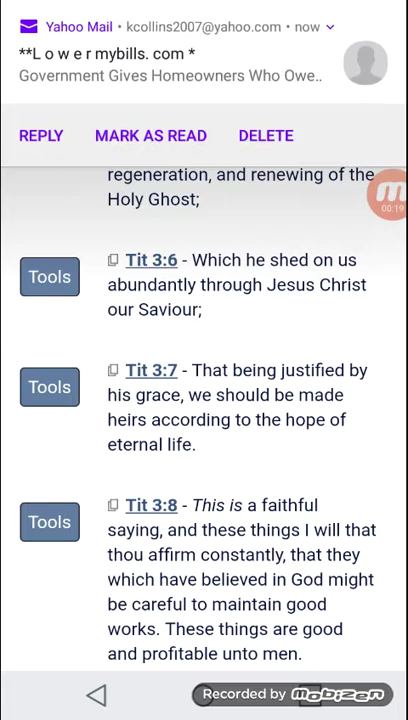 Yahoo Mail • kcollins2007@yahoo.com • now
**L o w e r mybills. com *
Government Gives Homeowners Who Owe..
REPLY MARK AS READ DELETE
regeneration, and renewing of the
Holy Ghost;
00:19
Tools
Tit 3:6 - Which he shed on us
abundantly through Jesus Christ
our Saviour;
Tools
Tit 3:7 - That being justified by
his grace, we should be made
heirs according to the hope of
eternal life.
Tools
Tit 3:8 - This is a faithful
saying, and these things I will that
thou affirm constantly, that they
which have believed in God might
be careful to maintain good
works. These things are good
and profitable unto men.
Recorded by mobizen